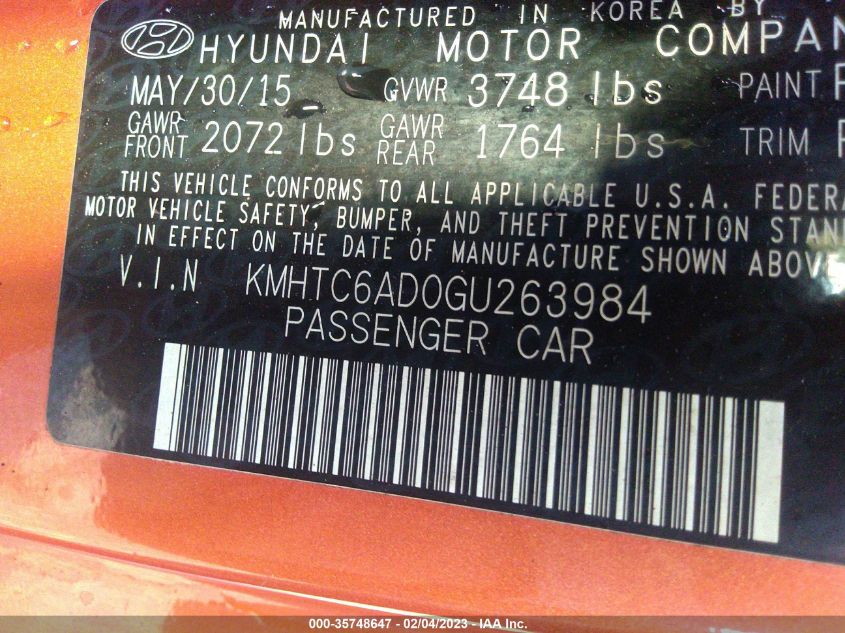 MANUFACTURED IN KOREA BY
HYUNDAI MOTOR COMPAN
MAY/30/15 GVWR 3748 lbs PAINT
GAWR FRONT 2072 lbs GAWR REAR 1764 lbs TRIM
THIS VEHICLE CONFORMS TO ALL APPLICABLE U.S.A. FEDERA
MOTOR VEHICLE SAFETY, BUMPER, AND THEFT PREVENTION STAN
IN EFFECT ON THE DATE OF MANUFACTURE SHOWN ABOVE
V.I.N KMHTC6AD0GU263984
PASSENGER CAR
000-35748647 - 02/04/2023 - IAA Inc.